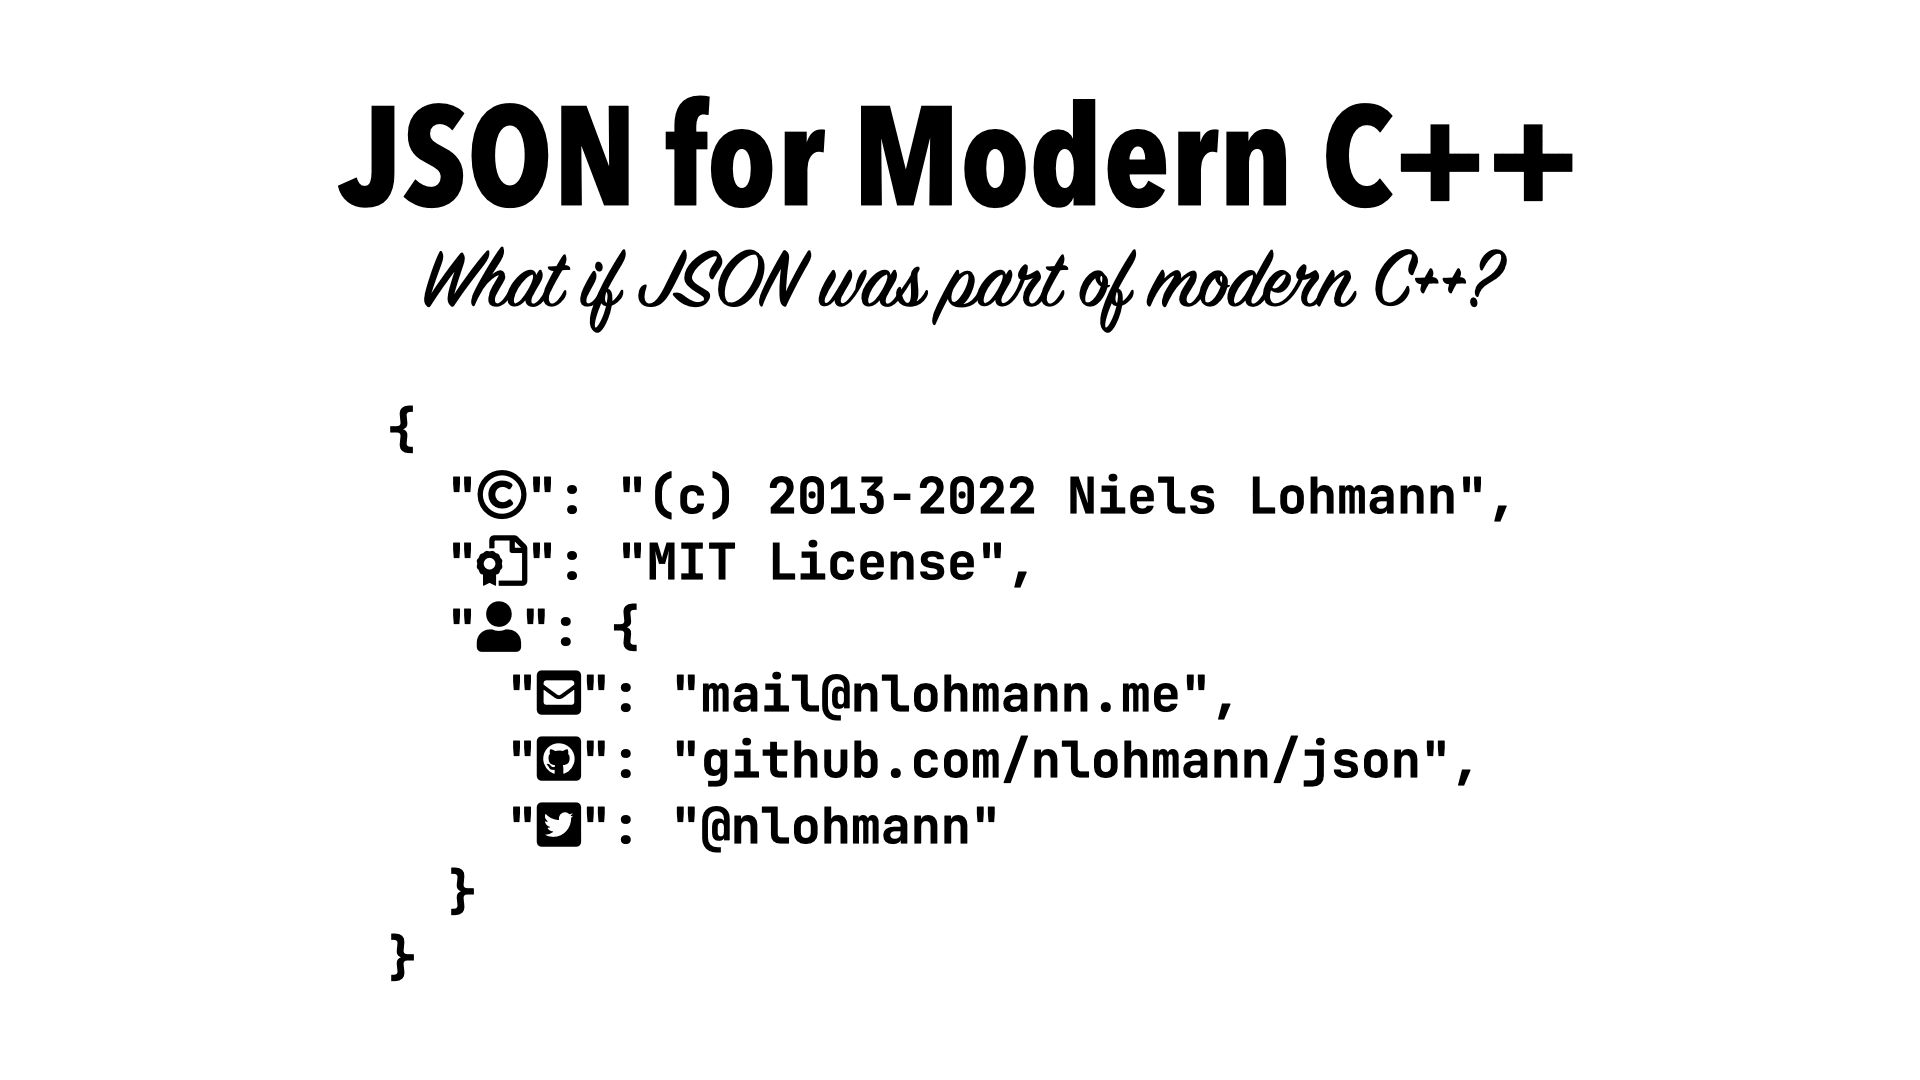 JSON for Modern C++
What if JSON was part of modern C++?
{
"©": "(c) 2013-2022 Niels Lohmann",
"": "MIT License",
"": {
"": "mail@nlohmann.me",
"": "github.com/nlohmann/json",
"": "@nlohmann"
}
}